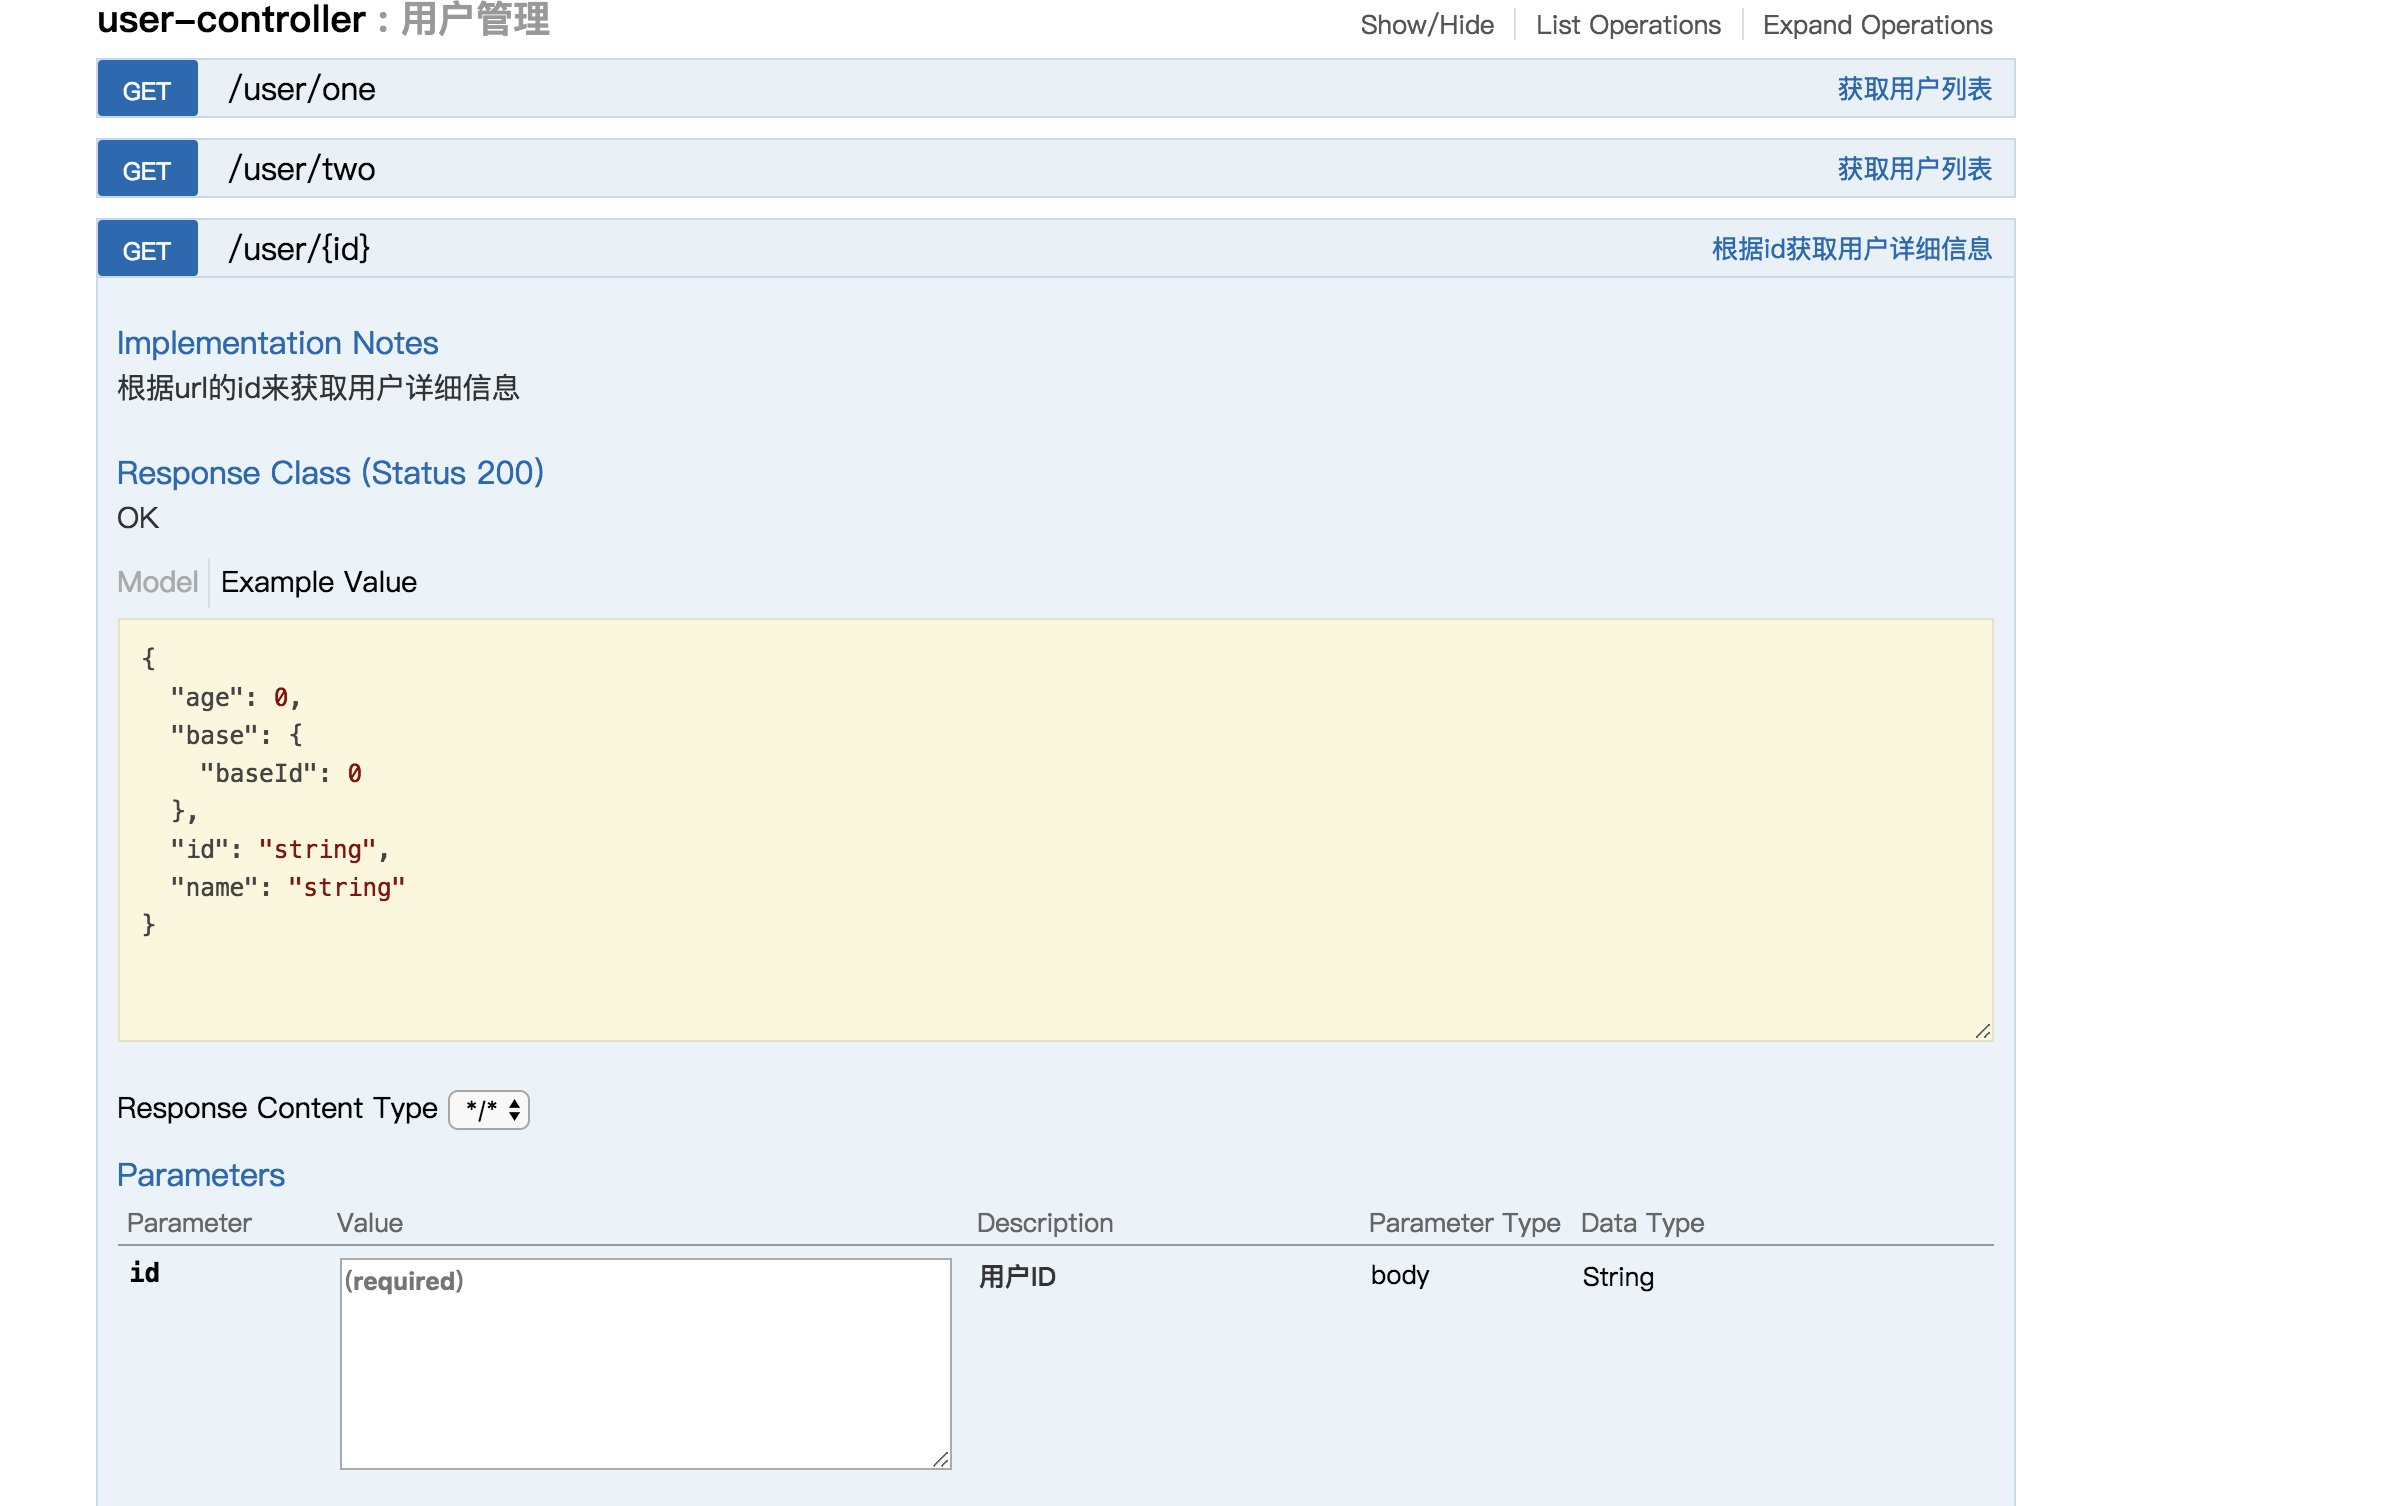 user-controller : 用户管理
Show/Hide List Operations Expand Operations
GET /user/one 获取用户列表
GET /user/two 获取用户列表
GET /user/{id} 根据id获取用户详细信息
Implementation Notes
根据url的id来获取用户详细信息
Response Class (Status 200)
OK
Model Example Value
{
  "age": 0,
  "base": {
    "baseId": 0
  },
  "id": "string",
  "name": "string"
}
Response Content Type */*
Parameters
Parameter Value Description Parameter Type Data Type
id (required) 用户ID body String